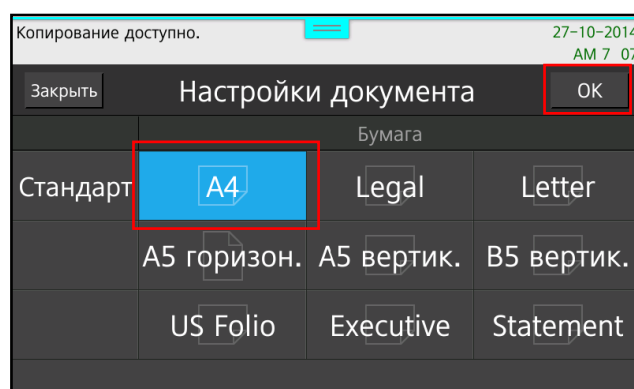 Копирование доступно.
27-10-2014
AM 7 07
Закрыть
Настройки документа
OK
Бумага
Стандарт
A4
Legal
Letter
A5 горизон.
A5 вертик.
B5 вертик.
US Folio
Executive
Statement